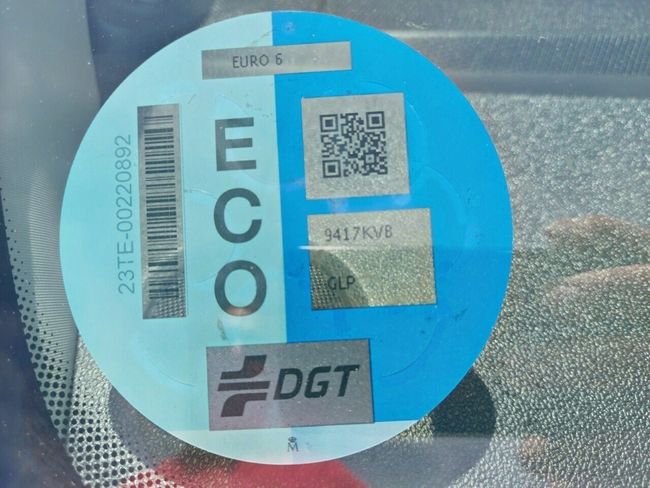 EURO 6
23TE-00220892
ECO
9417KVB
GLP
DGT
M